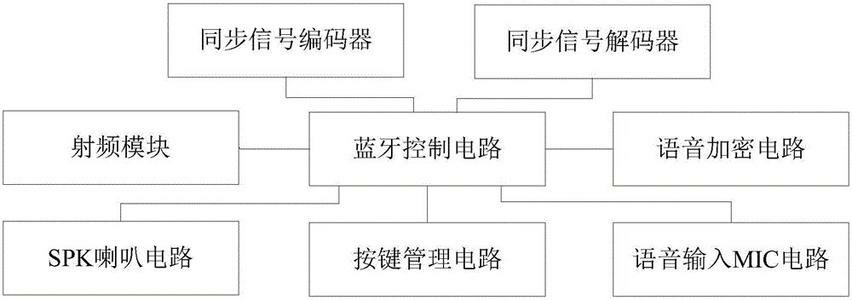 同步信号编码器
同步信号解码器
射频模块
蓝牙控制电路
语音加密电路
SPK喇叭电路
按键管理电路
语音输入MIC电路